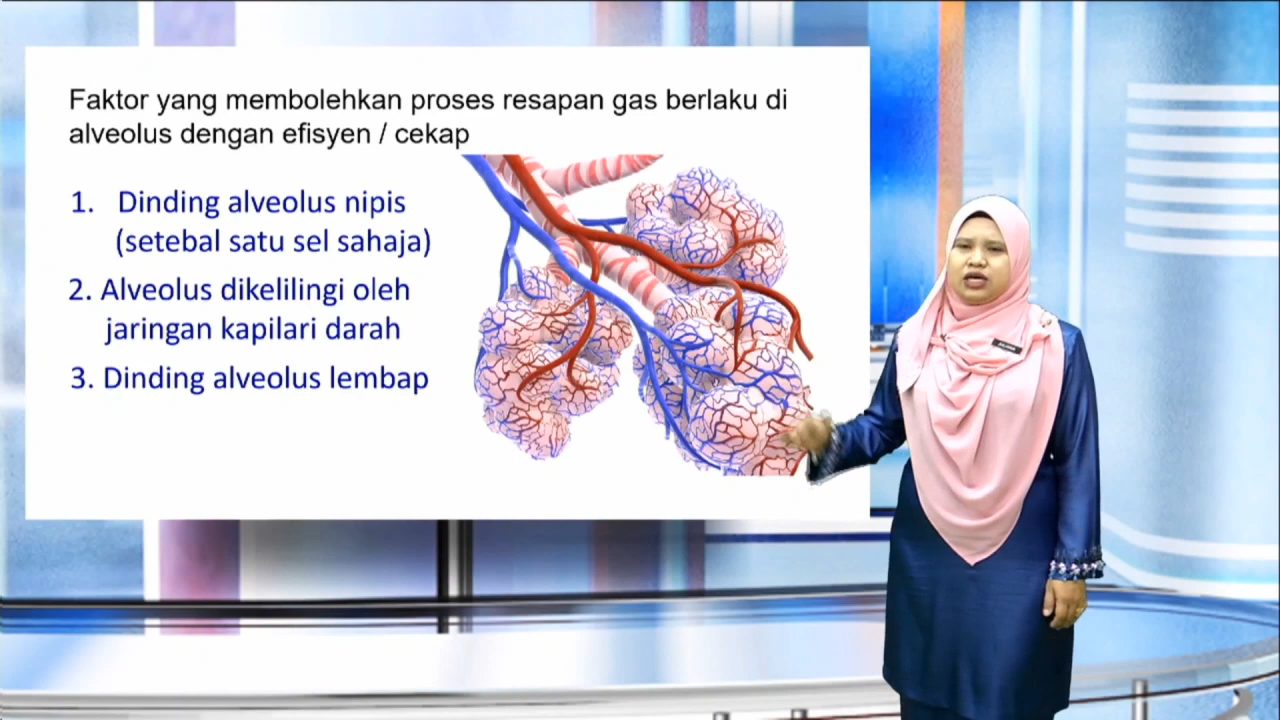 Faktor yang membolehkan proses resapan gas berlaku di
alveolus dengan efisyen / cekap
1. Dinding alveolus nipis
(setebal satu sel sahaja)
2. Alveolus dikelilingi oleh
jaringan kapilari darah
3. Dinding alveolus lembap